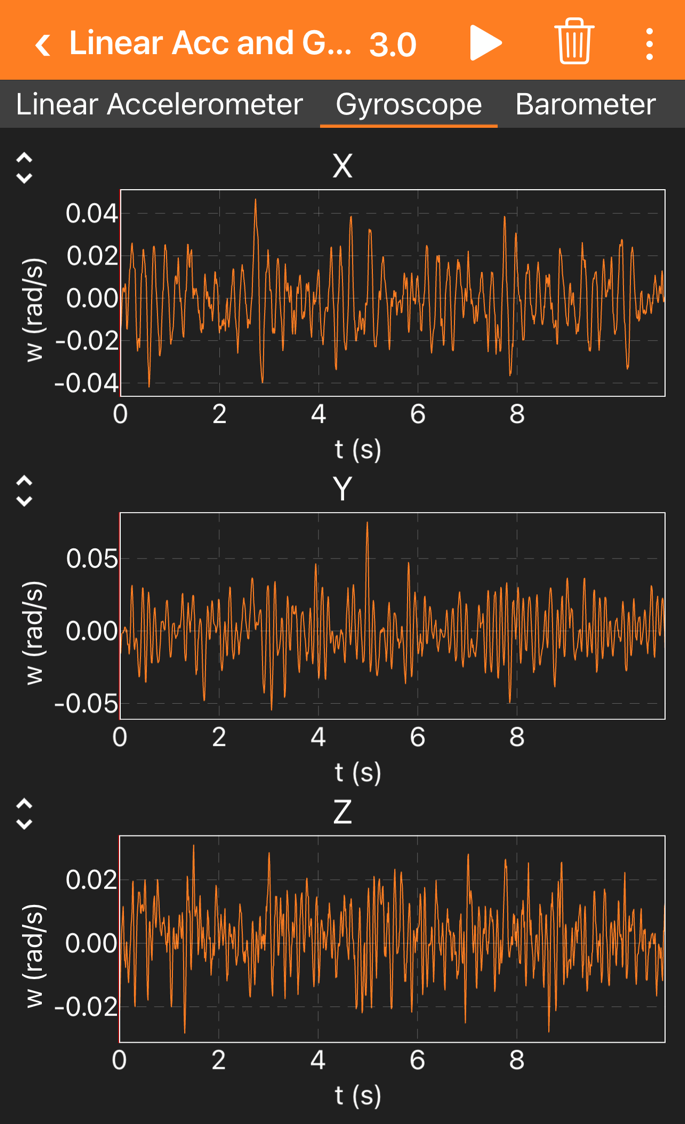 Linear Acc and G... 3.0
Linear Accelerometer Gyroscope Barometer
X
w (rad/s)
0.04
0.02
0.00
-0.02
-0.04
0 2 4 6 8
t (s)
Y
w (rad/s)
0.05
0.00
-0.05
0 2 4 6 8
t (s)
Z
w (rad/s)
0.02
0.00
-0.02
0 2 4 6 8
t (s)